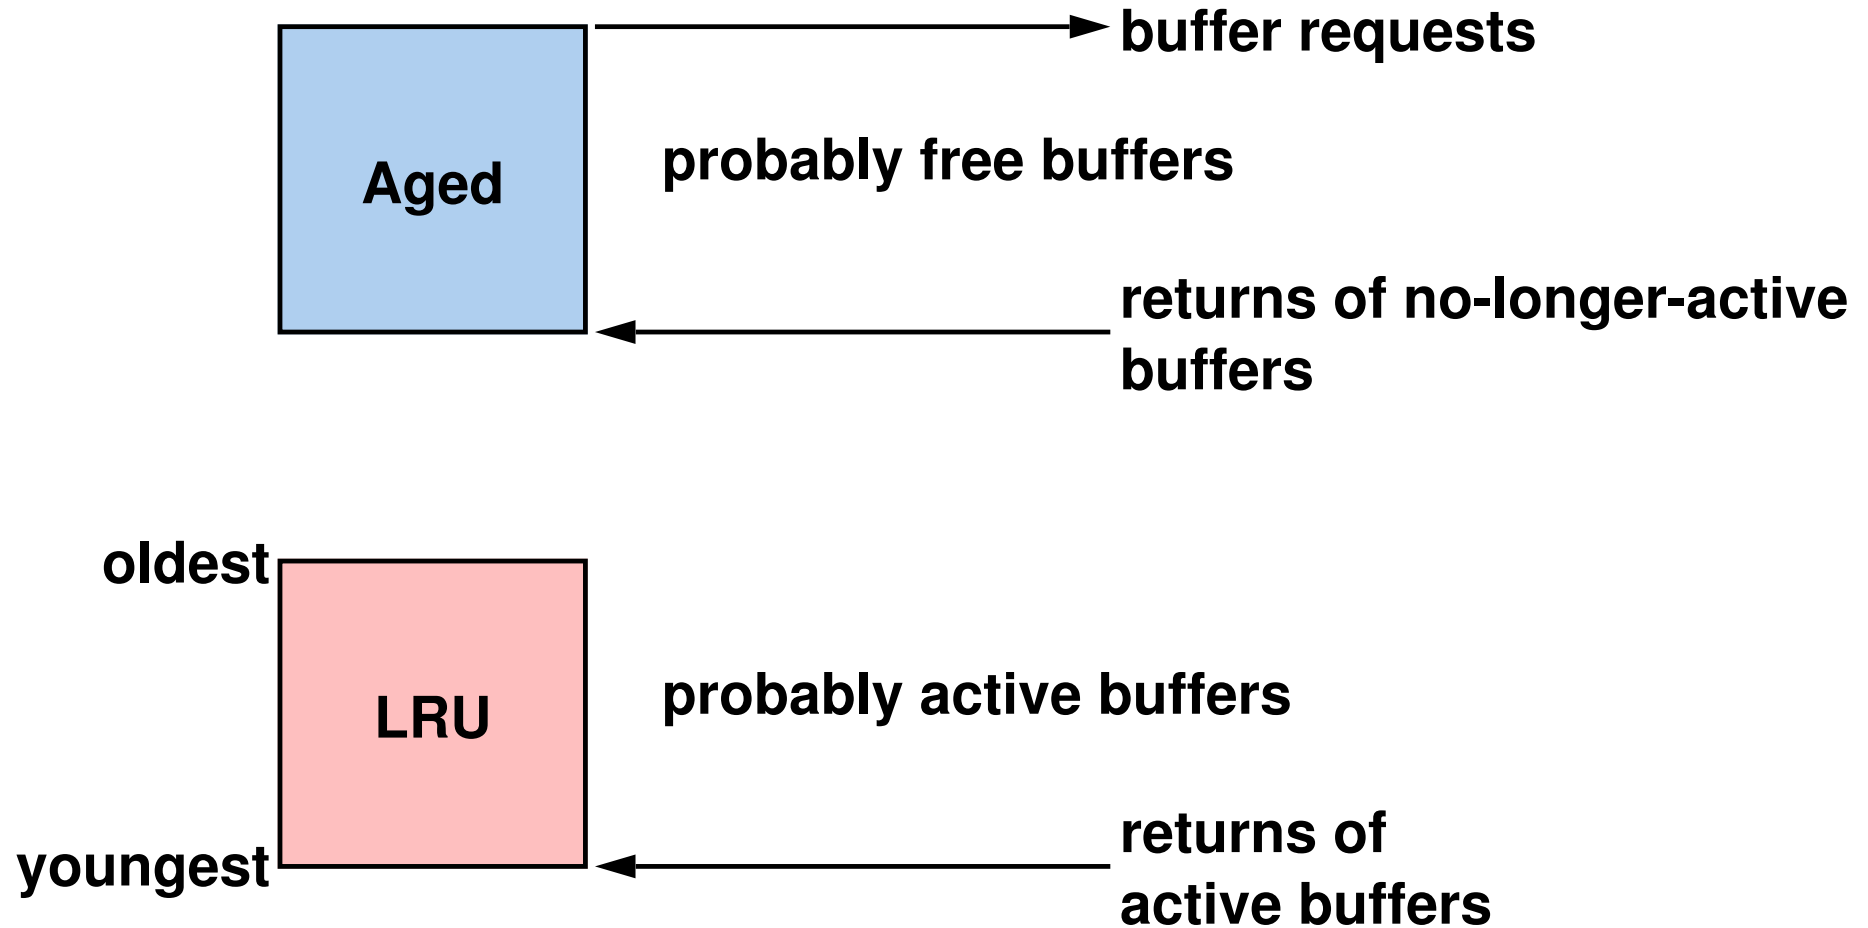 buffer requests
Aged
probably free buffers
returns of no-longer-active
buffers
oldest
LRU
probably active buffers
youngest
returns of
active buffers